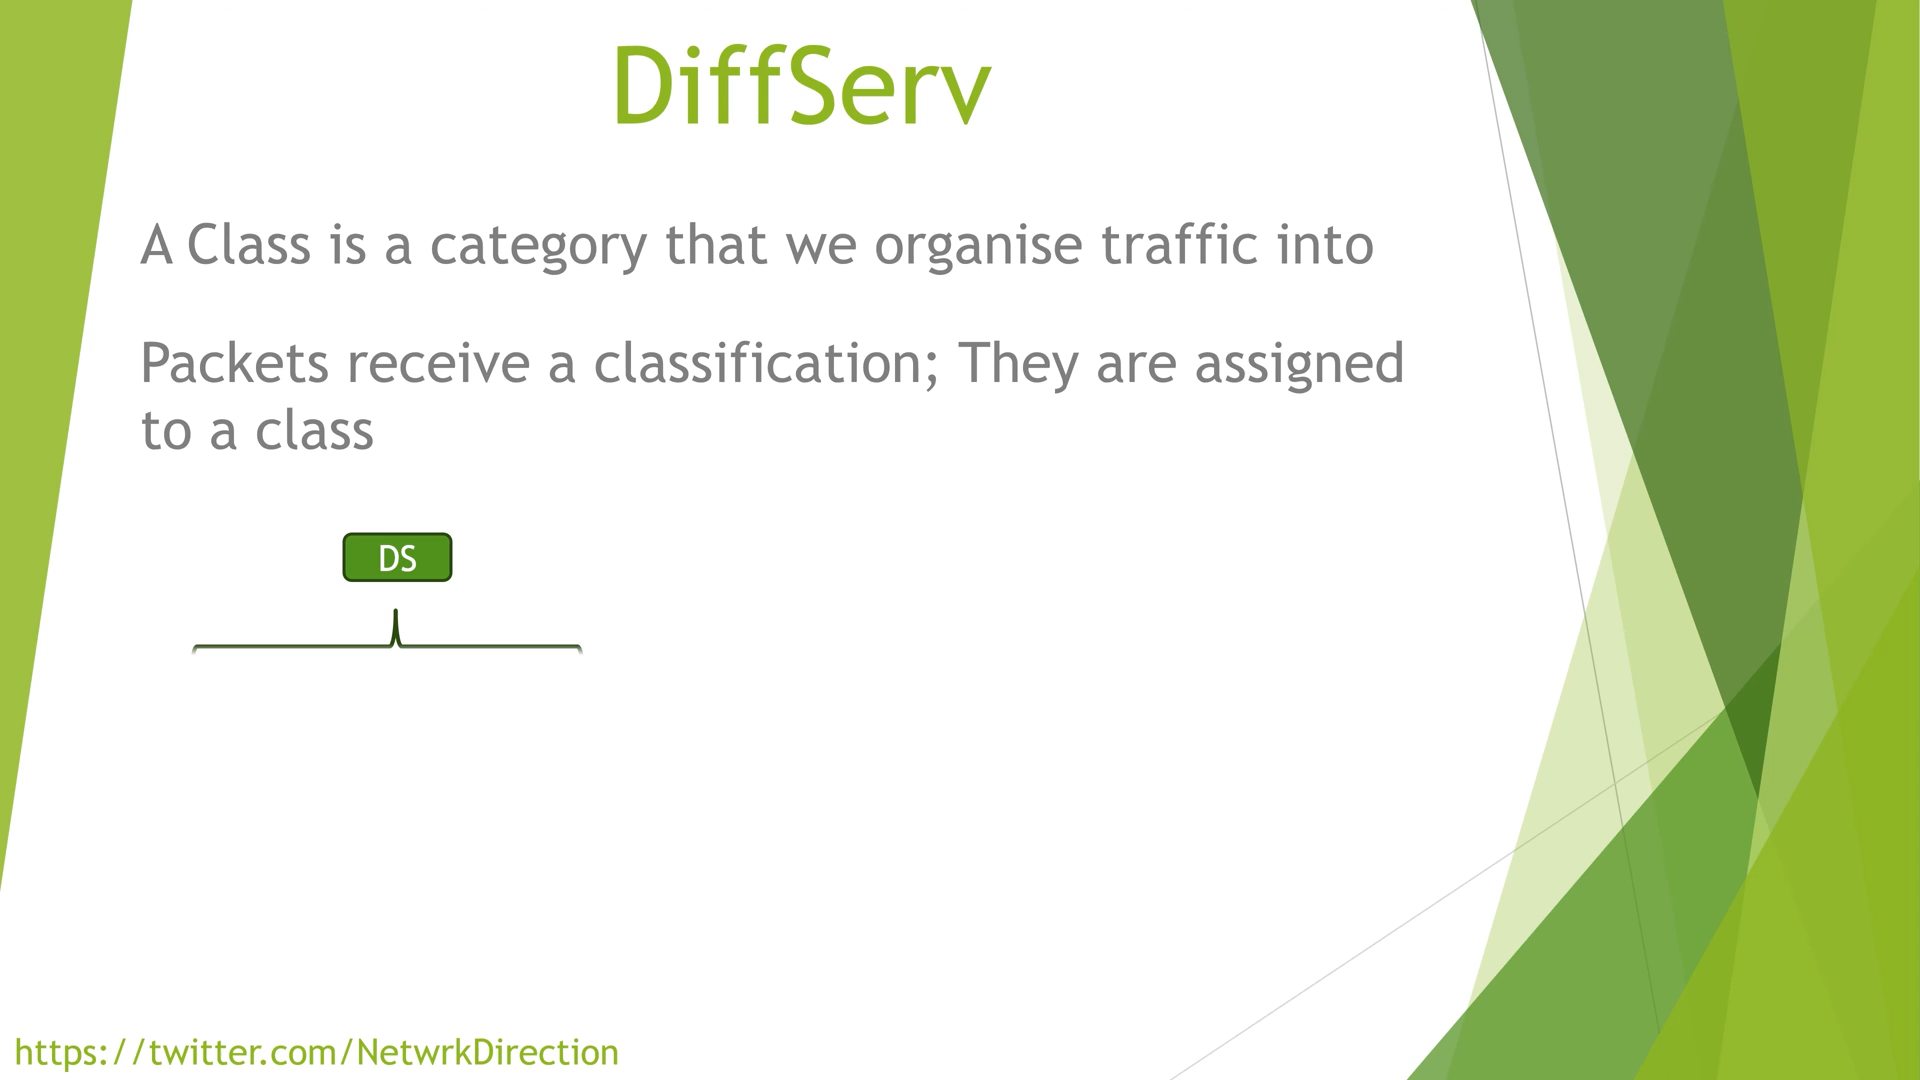 DiffServ
A Class is a category that we organise traffic into
Packets receive a classification; They are assigned
to a class
DS
https://twitter.com/NetwrkDirection